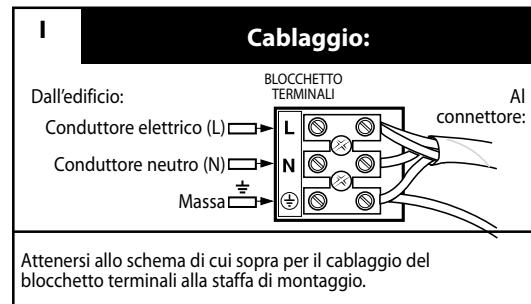 I
Cablaggio:
BLOCCHETTO
TERMINALI
Dall'edificio:
Al
connettore:
Conduttore elettrico (L)
L
Conduttore neutro (N)
N
Massa
Attenersi allo schema di cui sopra per il cablaggio del
blocchetto terminali alla staffa di montaggio.